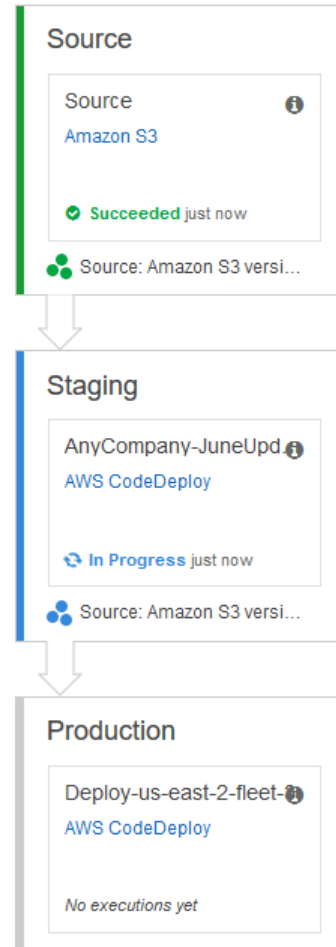 Source
Source
Amazon S3
Succeeded just now
Source: Amazon S3 versi...
Staging
AnyCompany-JuneUpd.
AWS CodeDeploy
In Progress just now
Source: Amazon S3 versi...
Production
Deploy-us-east-2-fleet-
AWS CodeDeploy
No executions yet